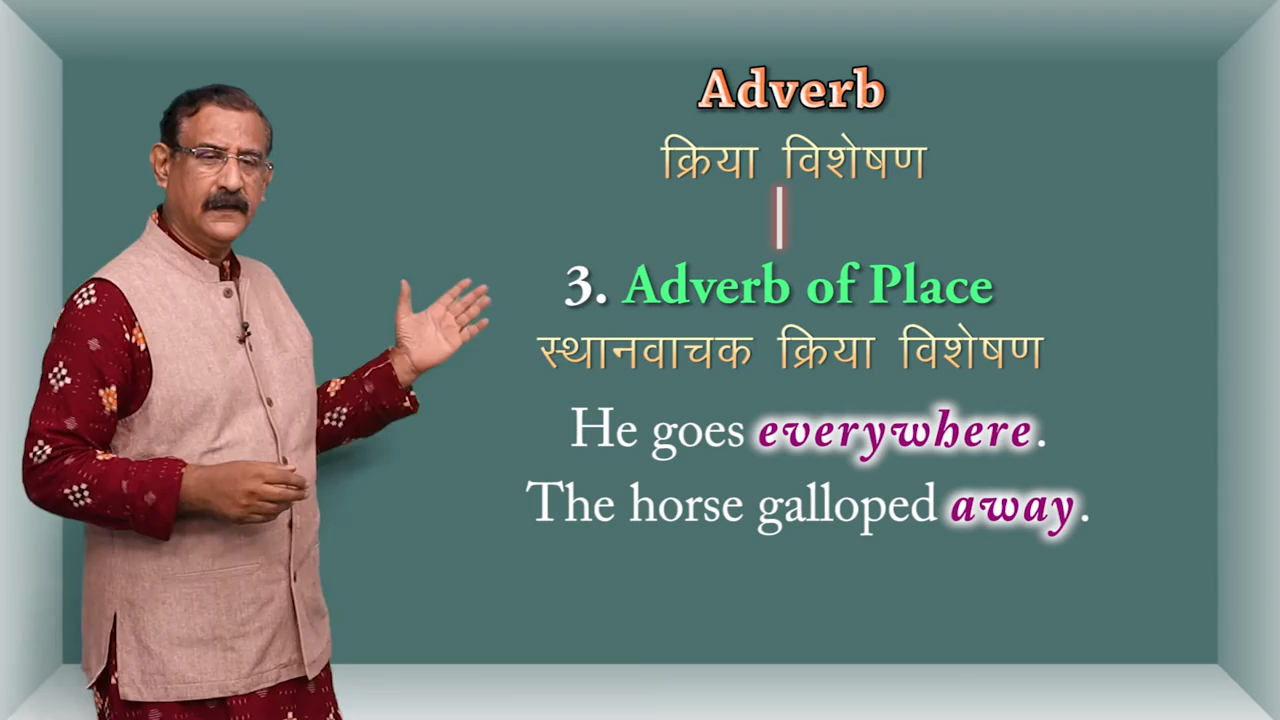 Adverb
क्रिया विशेषण
3. Adverb of Place
स्थानवाचक क्रिया विशेषण
He goes everywhere.
The horse galloped away.